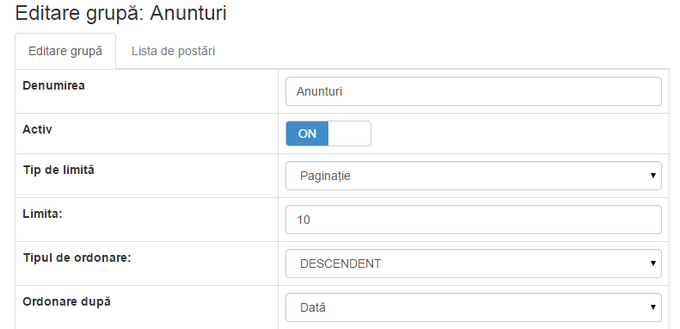 Editare grupă: Anunturi
Editare grupă Lista de postări
Denumirea Anunturi
Activ ON
Tip de limită Paginație
Limita: 10
Tipul de ordonare: DESCENDENT
Ordonare după Dată